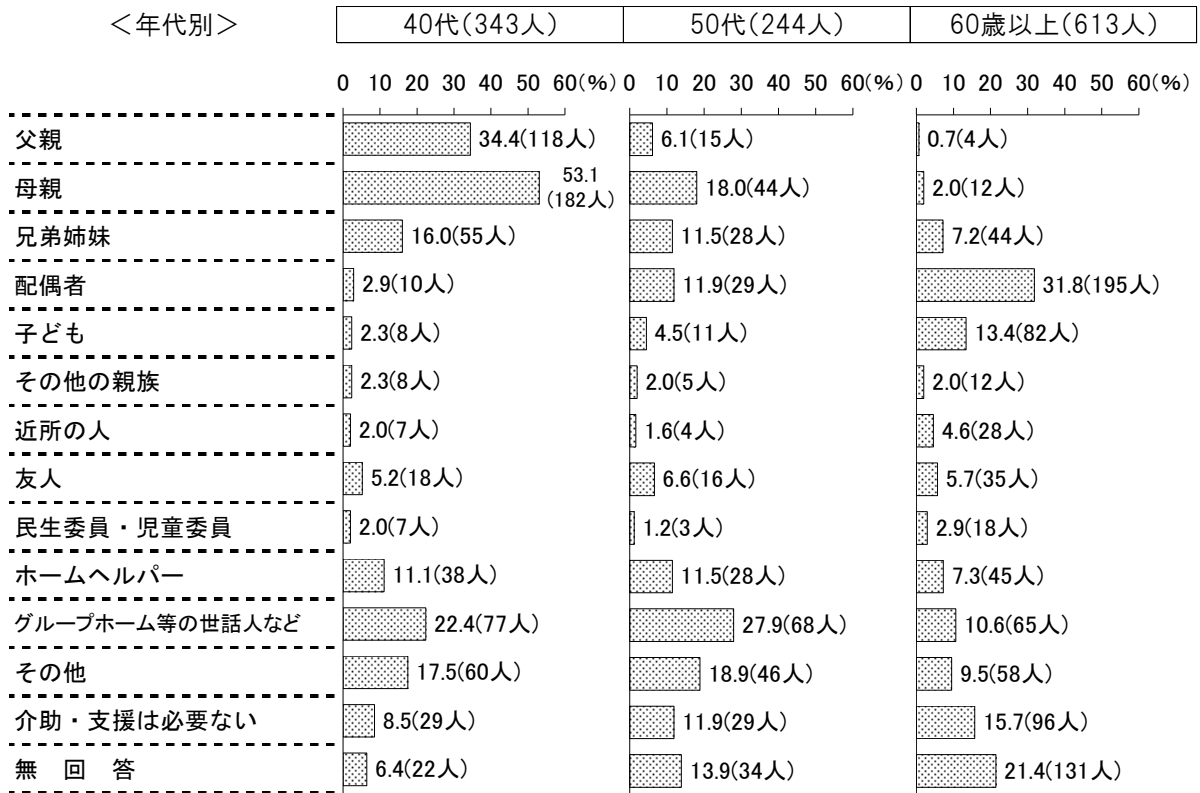 ＜年代別＞ 40代(343人) 50代(244人) 60歳以上(613人)
0 10 20 30 40 50 60(%) 0 10 20 30 40 50 60(%) 0 10 20 30 40 50 60(%)
父親 34.4(118人) 6.1(15人) 0.7(4人)
母親 53.1(182人) 18.0(44人) 2.0(12人)
兄弟姉妹 16.0(55人) 11.5(28人) 7.2(44人)
配偶者 2.9(10人) 11.9(29人) 31.8(195人)
子ども 2.3(8人) 4.5(11人) 13.4(82人)
その他の親族 2.3(8人) 2.0(5人) 2.0(12人)
近所の人 2.0(7人) 1.6(4人) 4.6(28人)
友人 5.2(18人) 6.6(16人) 5.7(35人)
民生委員・児童委員 2.0(7人) 1.2(3人) 2.9(18人)
ホームヘルパー 11.1(38人) 11.5(28人) 7.3(45人)
グループホーム等の世話人など 22.4(77人) 27.9(68人) 10.6(65人)
その他 17.5(60人) 18.9(46人) 9.5(58人)
介助・支援は必要ない 8.5(29人) 11.9(29人) 15.7(96人)
無　回　答 6.4(22人) 13.9(34人) 21.4(131人)